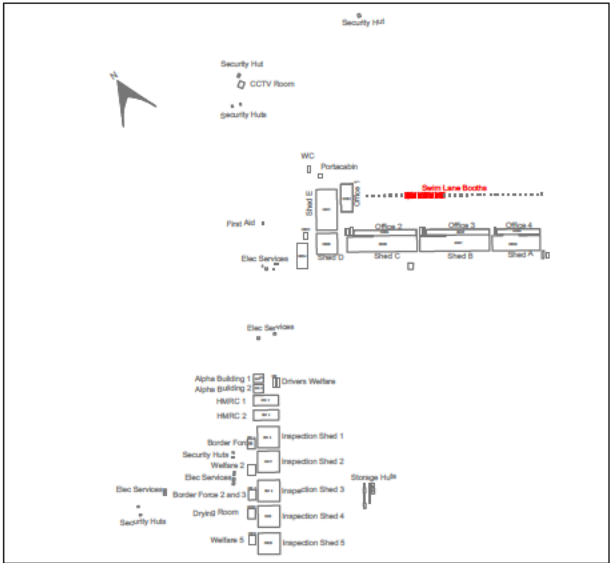 Security Hut
Security Hut
CCTV Room
N
Security Huts
WC
Portacabin
Swim Lane Booths
Shed E
Office 1
First Aid
Office 2
Office 3
Office 4
Elec Services
Shed D
Shed C
Shed B
Shed A
Elec Services
Alpha Building 1
Drivers Welfare
Alpha Building 2
HMRC 1
HMRC 2
Inspection Shed 1
Border Force
Security Huts
Inspection Shed 2
Welfare 2
Elec Services
Storage Huts
Elec Services
Inspection Shed 3
Border Force 2 and 3
Drying Room
Inspection Shed 4
Security Huts
Welfare 5
Inspection Shed 5